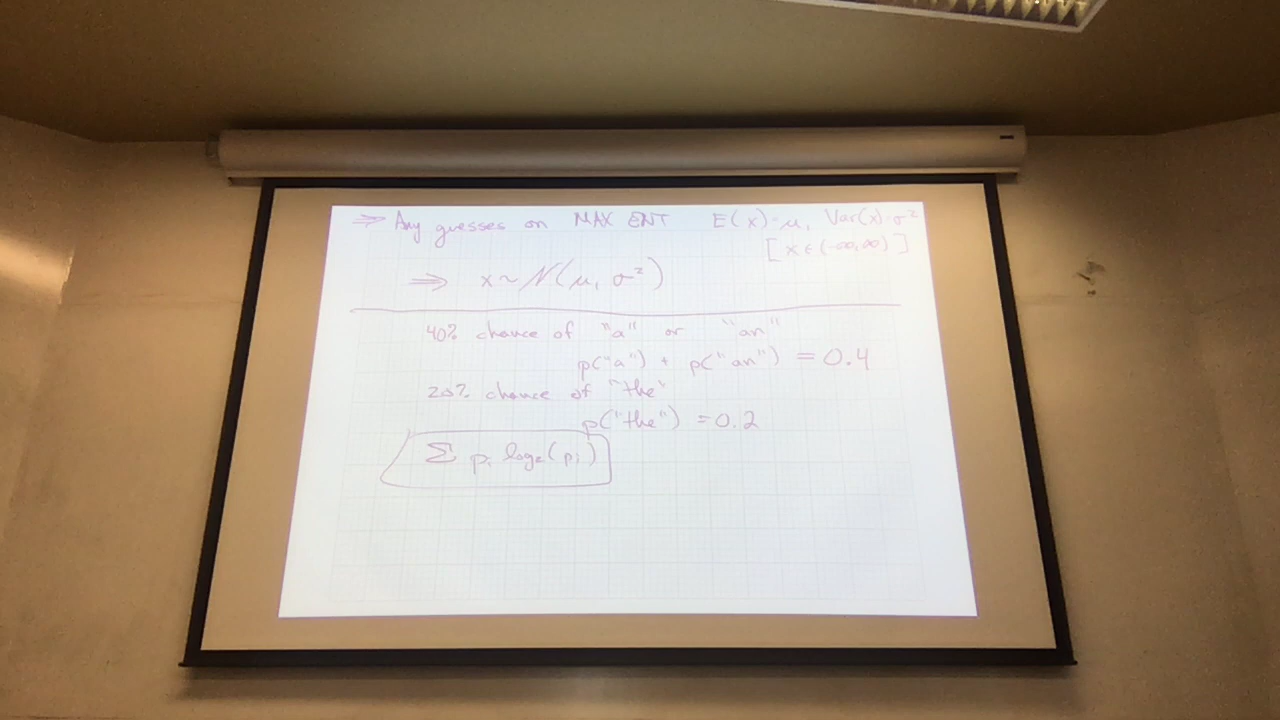 ⇒ Any guesses on MAX ENT E(x)=μ, Var(x)=σ²
[x ∈ (-∞,∞)]
⇒ x ~ N(μ, σ²)
40% chance of "a" or "an"
p("a") + p("an") = 0.4
20% chance of "the"
p("the") = 0.2
Σ pᵢ logₑ(pᵢ)